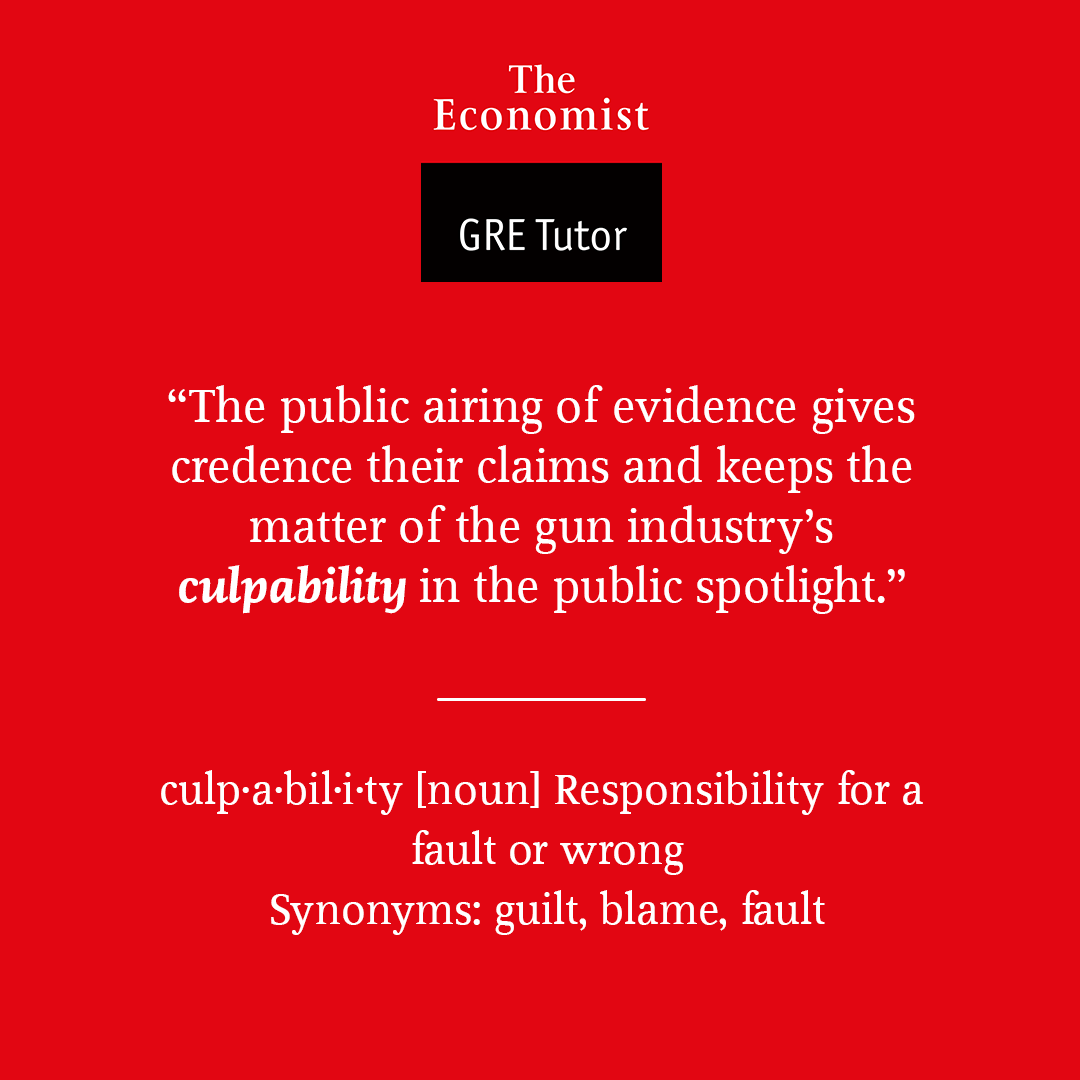 The
Economist
GRE Tutor
“The public airing of evidence gives
credence their claims and keeps the
matter of the gun industry’s
culpability in the public spotlight.”
culp·a·bil·i·ty [noun] Responsibility for a
fault or wrong
Synonyms: guilt, blame, fault